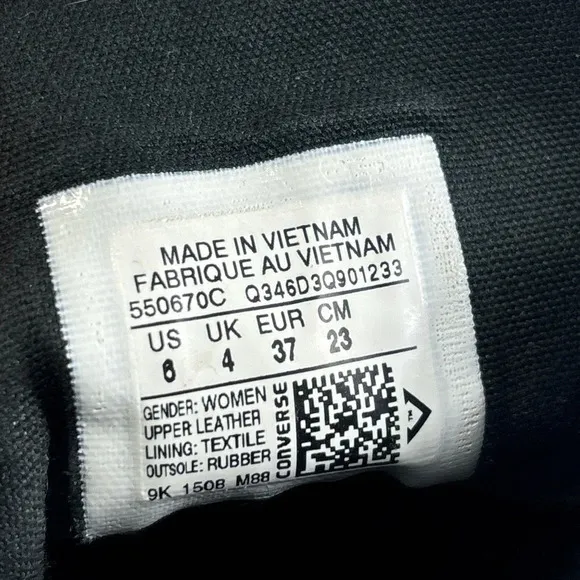 MADE IN VIETNAM
FABRIQUE AU VIETNAM
550670C Q346D3Q901233
US UK EUR CM
6 4 37 23
GENDER: WOMEN
UPPER: LEATHER
LINING: TEXTILE
OUTSOLE: RUBBER
9K 1508 M88
CONVERSE